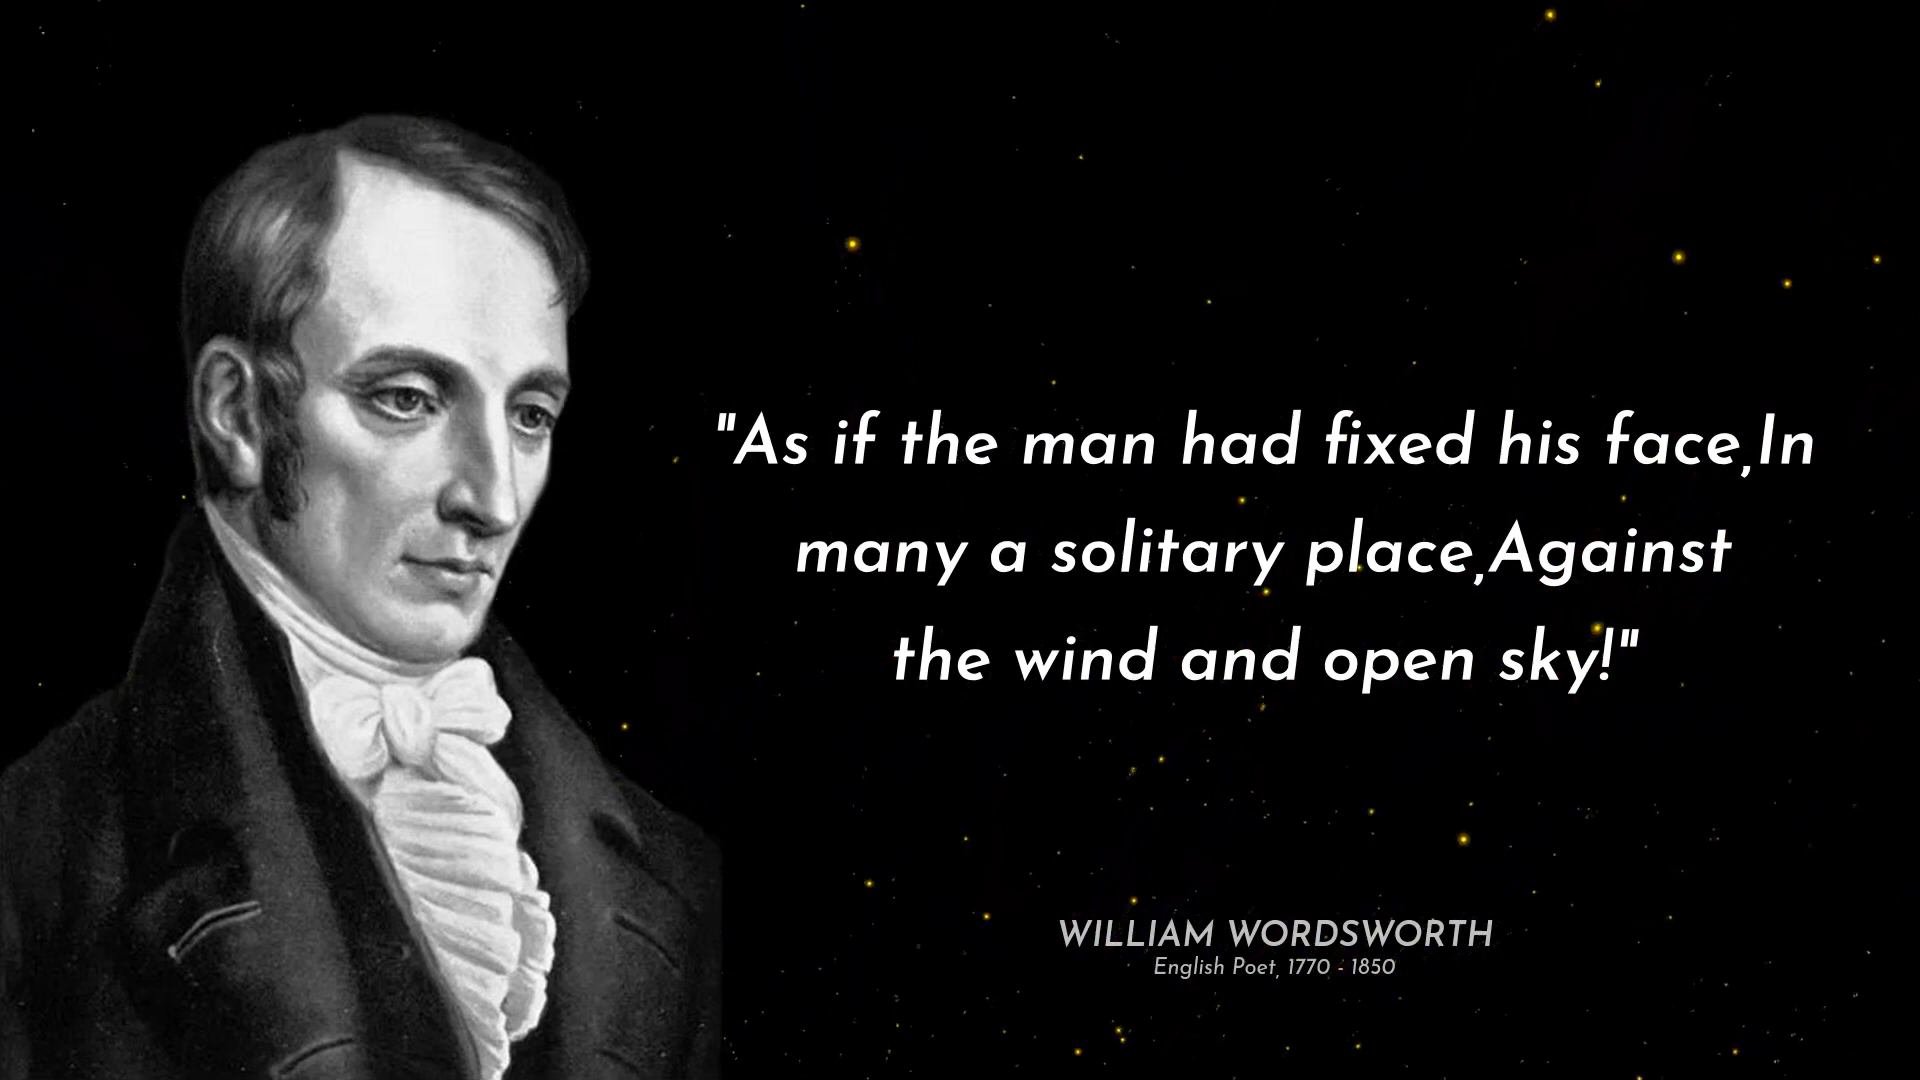 "As if the man had fixed his face,In
many a solitary place,Against
the wind and open sky!"
WILLIAM WORDSWORTH
English Poet, 1770 - 1850